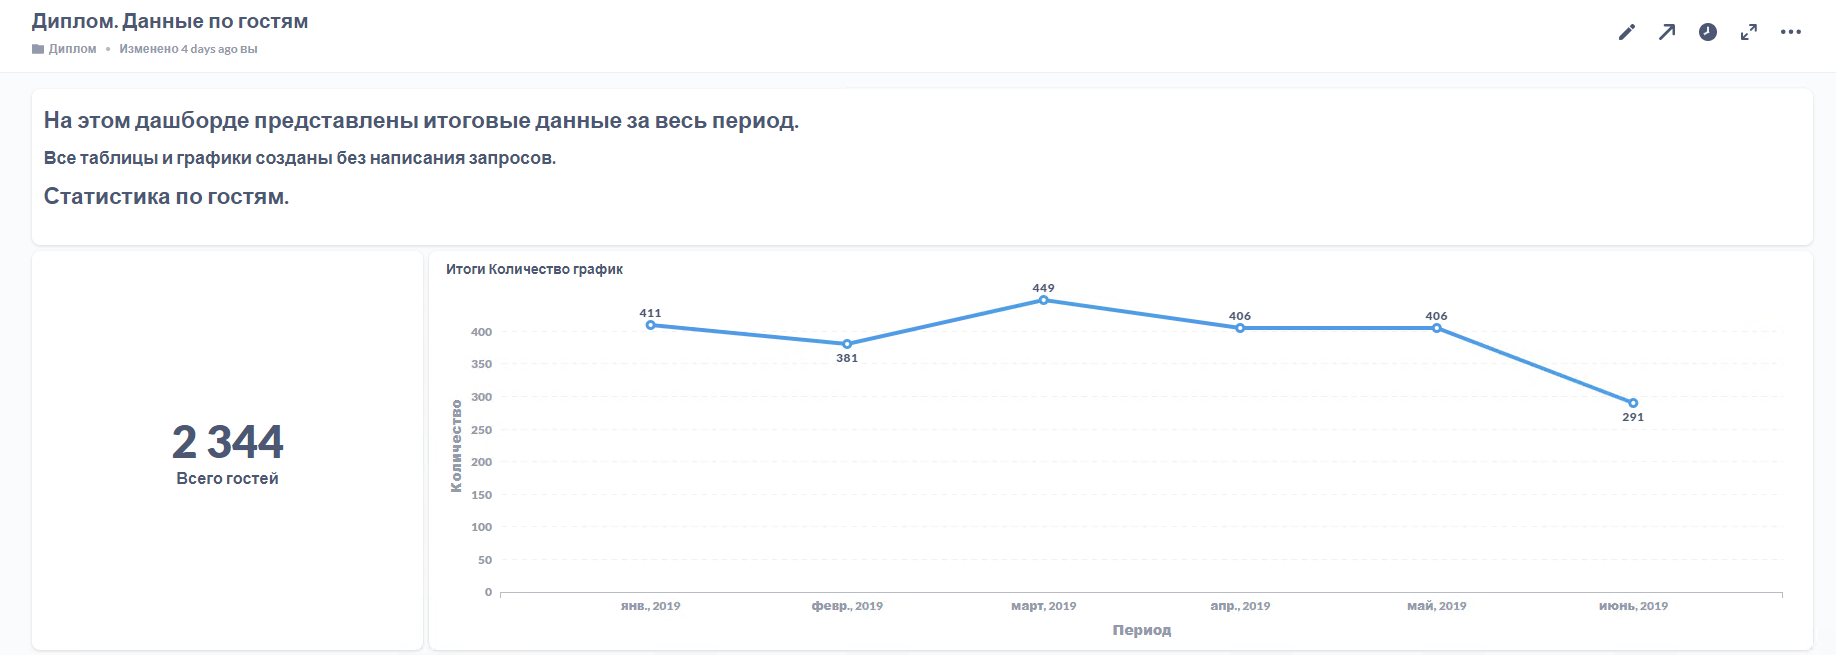 Диплом. Данные по гостям
Диплом • Изменено 4 days ago вы
На этом дашборде представлены итоговые данные за весь период.
Все таблицы и графики созданы без написания запросов.
Статистика по гостям.
2 344
Всего гостей
Итоги Количество график
411
381
449
406
406
291
400
350
300
250
200
150
100
50
0
Количество
янв., 2019
февр., 2019
март, 2019
апр., 2019
май, 2019
июнь, 2019
Период